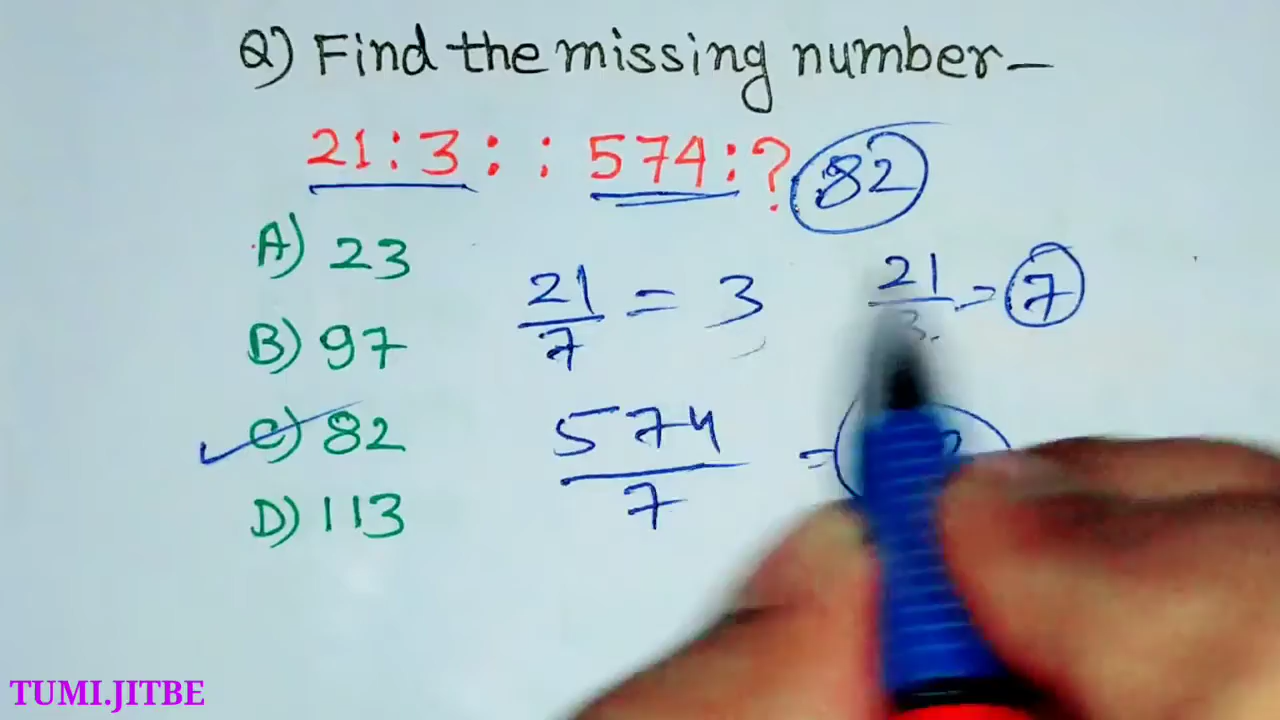 Q) Find the missing number—
21:3 : : 574:? 82
A) 23
B) 97
C) 82
D) 113
21/7 = 3
21/3 = 7
574/7 =
TUMI.JITBE